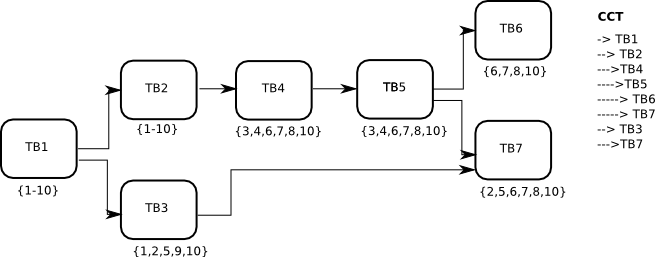 TB6
CCT
{6,7,8,10}
-> TB1
--> TB2
--->TB4
---->TB5
-----> TB6
-----> TB7
--> TB3
--->TB7
TB2
TB4
TB5
{1-10}
{3,4,6,7,8,10}
{3,4,6,7,8,10}
TB1
TB7
{1-10}
{2,5,6,7,8,10}
TB3
{1,2,5,9,10}